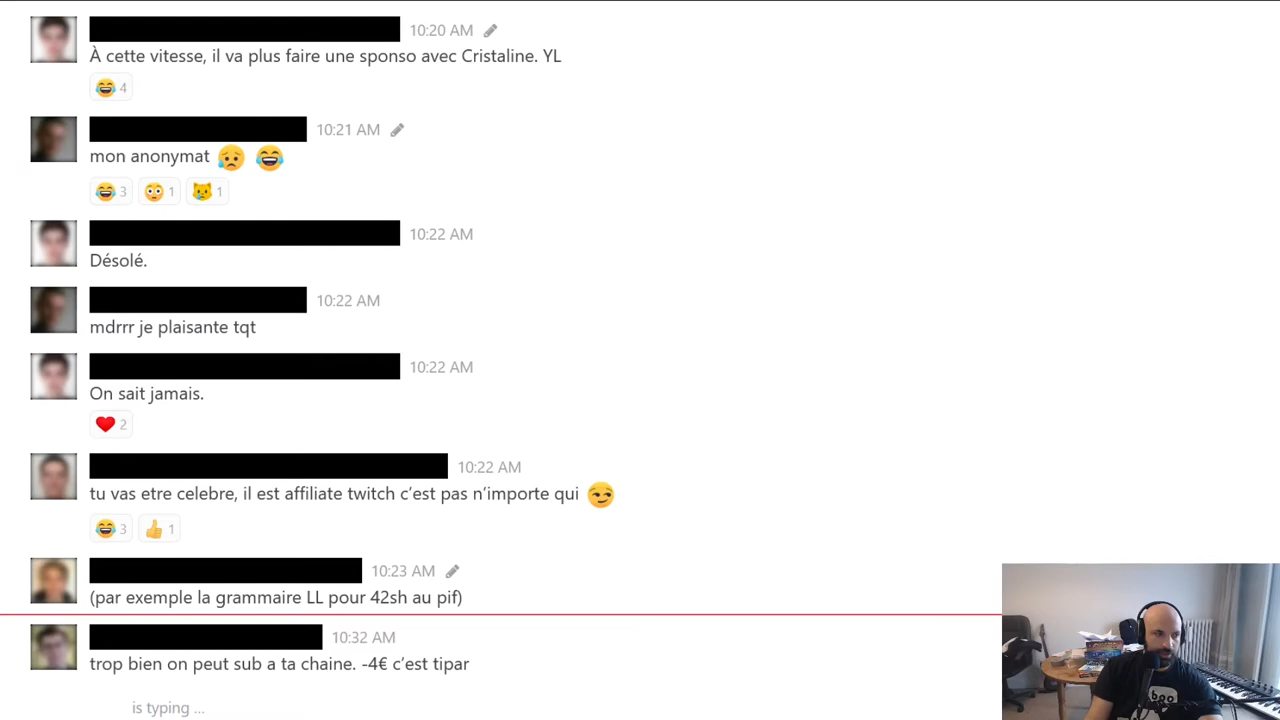 10:20 AM
À cette vitesse, il va plus faire une sponso avec Cristaline. YL
😂 4
10:21 AM
mon anonymat 😥 😂
😂 3 😳 1 😿 1
10:22 AM
Désolé.
10:22 AM
mdrrr je plaisante tqt
10:22 AM
On sait jamais.
❤️ 2
10:22 AM
tu vas etre celebre, il est affiliate twitch c’est pas n’importe qui 😏
😂 3 👍 1
10:23 AM
(par exemple la grammaire LL pour 42sh au pif)
10:32 AM
trop bien on peut sub a ta chaine. -4€ c’est tipar
is typing ...
boo